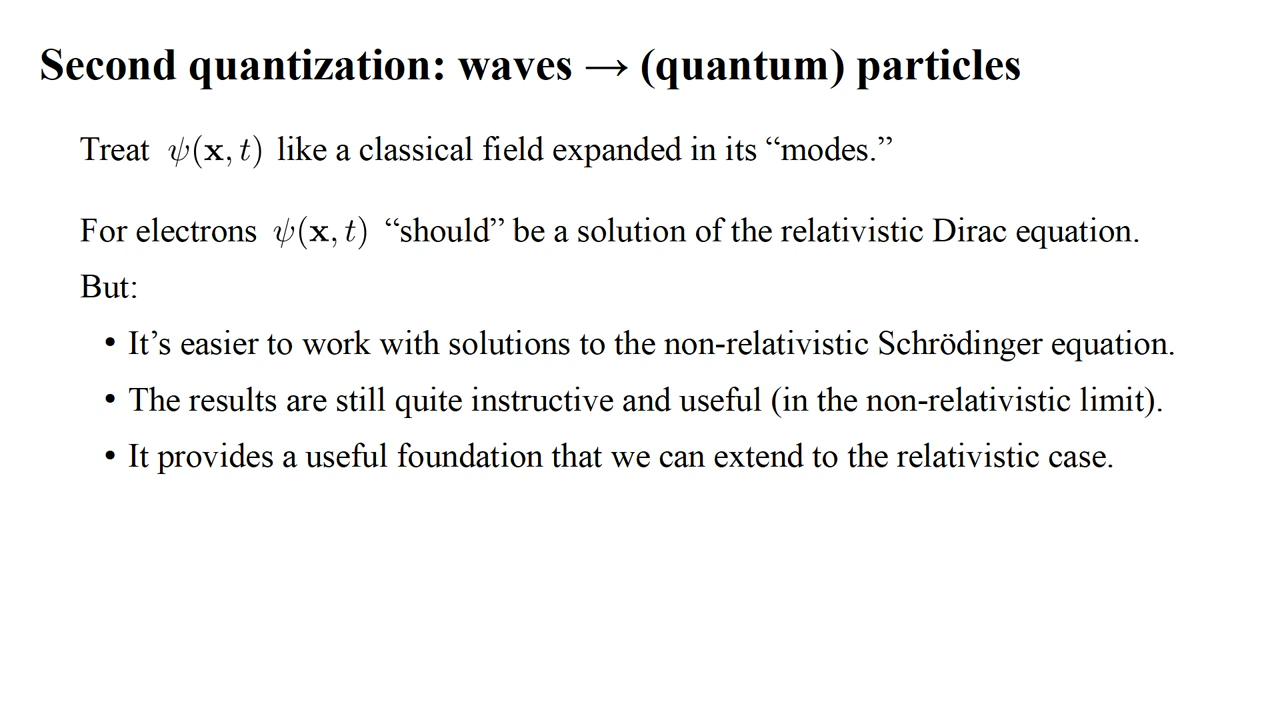 Second quantization: waves → (quantum) particles
Treat ψ(x, t) like a classical field expanded in its “modes.”
For electrons ψ(x, t) “should” be a solution of the relativistic Dirac equation.
But:
• It’s easier to work with solutions to the non-relativistic Schrödinger equation.
• The results are still quite instructive and useful (in the non-relativistic limit).
• It provides a useful foundation that we can extend to the relativistic case.